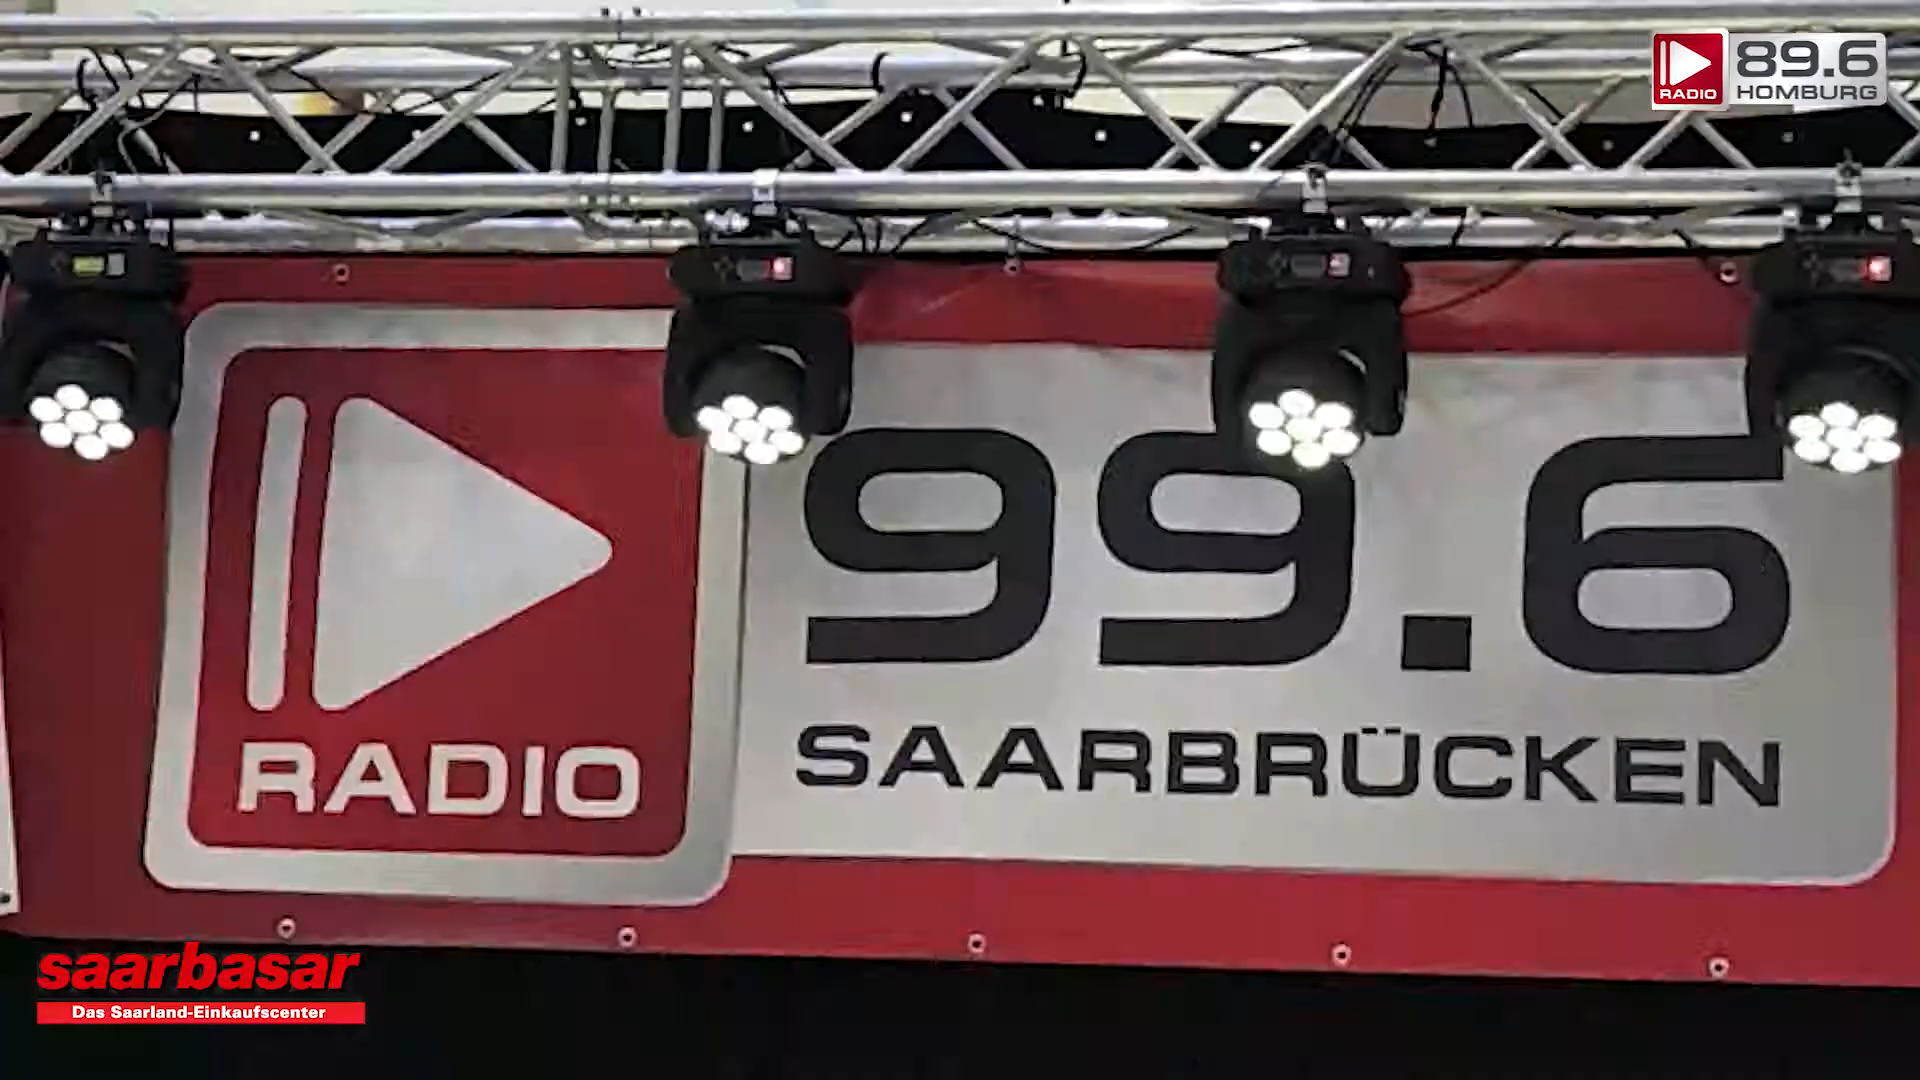 89.6
RADIO HOMBURG
99.6
SAARBRÜCKEN
RADIO
saarbasar
Das Saarland-Einkaufscenter